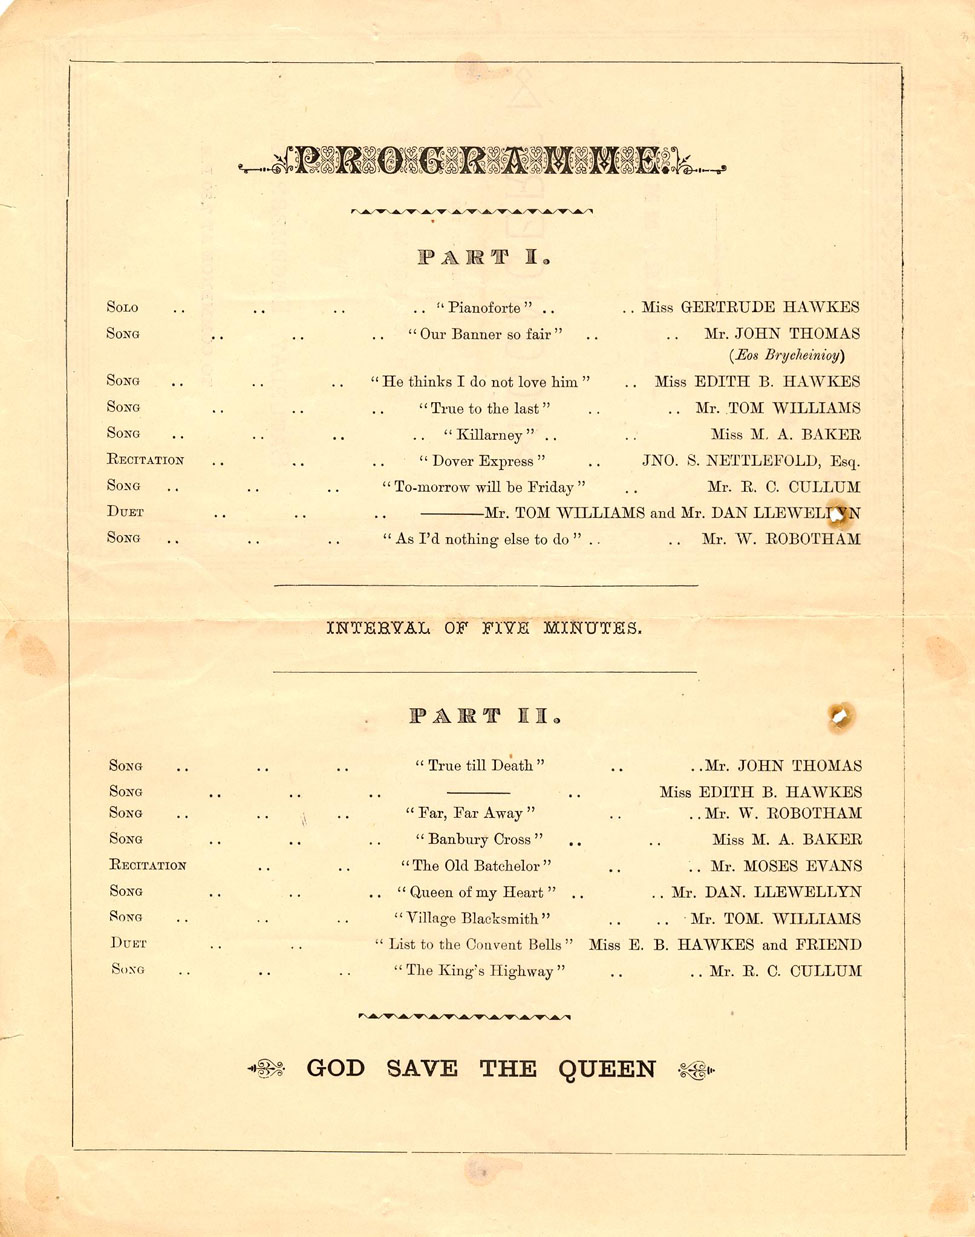 PROGRAMME.
PART I.
SOLO .. .. .. .. "Pianoforte" .. .. Miss GERTRUDE HAWKES
SONG .. .. .. "Our Banner so fair" .. .. Mr. JOHN THOMAS
(Eos Brycheinioy)
SONG .. .. .. "He thinks I do not love him" .. Miss EDITH B. HAWKES
SONG .. .. .. "True to the last" .. .. Mr. TOM WILLIAMS
SONG .. .. .. .. "Killarney" .. .. Miss M. A. BAKER
RECITATION .. .. .. "Dover Express" .. JNO. S. NETTLEFOLD, Esq.
SONG .. .. .. "To-morrow will be Friday" .. Mr. R. C. CULLUM
DUET .. .. .. ——— Mr. TOM WILLIAMS and Mr. DAN LLEWELLYN
SONG .. .. .. "As I'd nothing else to do" .. .. Mr. W. ROBOTHAM
INTERVAL OF FIVE MINUTES.
PART II.
SONG .. .. .. "True till Death" .. .. Mr. JOHN THOMAS
SONG .. .. .. ——— .. Miss EDITH B. HAWKES
SONG .. .. .. "Far, Far Away" .. .. Mr. W. ROBOTHAM
SONG .. .. .. "Banbury Cross" .. .. Miss M. A. BAKER
RECITATION .. .. "The Old Batchelor" .. .. Mr. MOSES EVANS
SONG .. .. .. "Queen of my Heart" .. .. Mr. DAN. LLEWELLYN
SONG .. .. .. "Village Blacksmith" .. .. Mr. TOM. WILLIAMS
DUET .. .. "List to the Convent Bells" Miss E. B. HAWKES and FRIEND
SONG .. .. .. "The King's Highway" .. .. Mr. R. C. CULLUM
GOD SAVE THE QUEEN